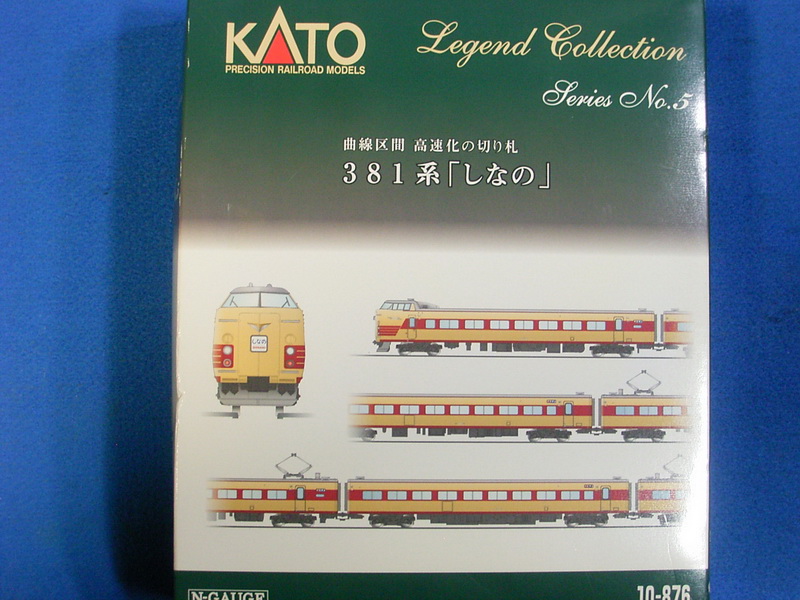 KATO
PRECISION RAILROAD MODELS
Legend Collection
Series No.5
曲線区間 高速化の切り札
381系「しなの」
しなの
N-GAUGE
10-876